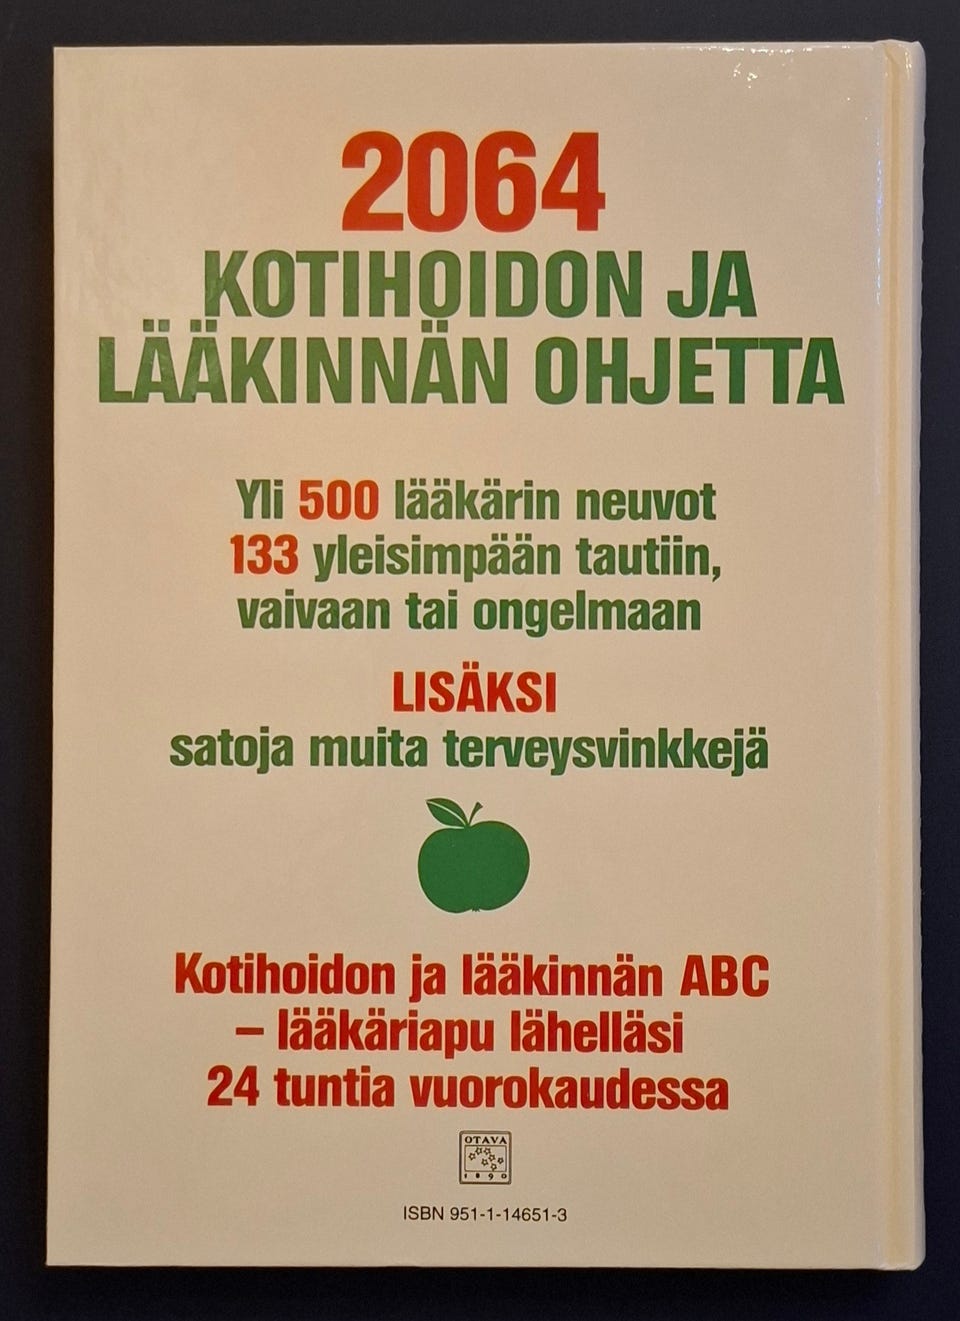 2064
KOTIHOIDON JA
LÄÄKINNÄN OHJETTA
Yli 500 lääkärin neuvot
133 yleisimpään tautiin,
vaivaan tai ongelmaan
LISÄKSI
satoja muita terveysvinkkejä
Kotihoidon ja lääkinnän ABC
– lääkäriapu lähelläsi
24 tuntia vuorokaudessa
OTAVA
1890
ISBN 951-1-14651-3